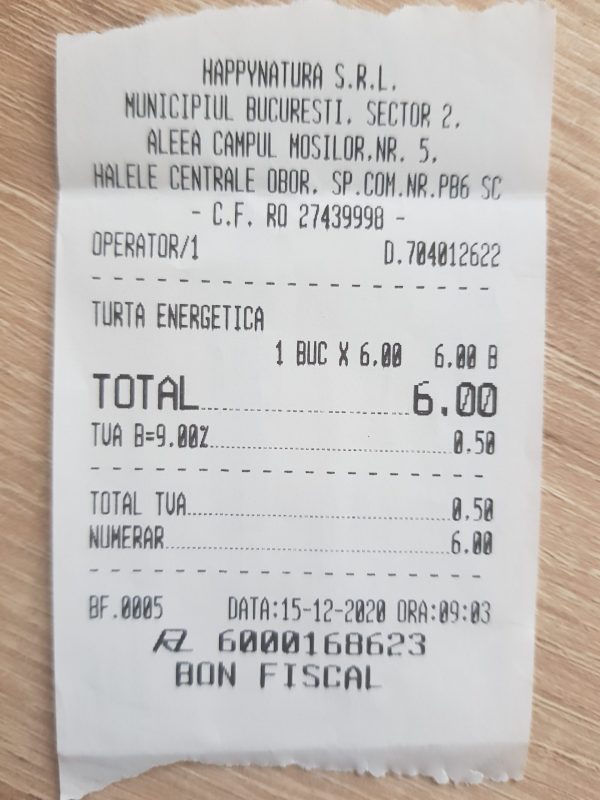 HAPPYNATURA S.R.L.
MUNICIPIUL BUCURESTI, SECTOR 2,
ALEEA CAMPUL MOSILOR,NR. 5,
HALELE CENTRALE OBOR, SP.COM.NR.PB6 SC
- C.F. RO 27439998 -
OPERATOR/1 D.704012622
TURTA ENERGETICA
1 BUC X 6.00 6.00 B
TOTAL 6.00
TVA B=9.00% 0.50
TOTAL TVA 0.50
NUMERAR 6.00
BF.0005 DATA:15-12-2020 ORA:09:03
6000168623
BON FISCAL